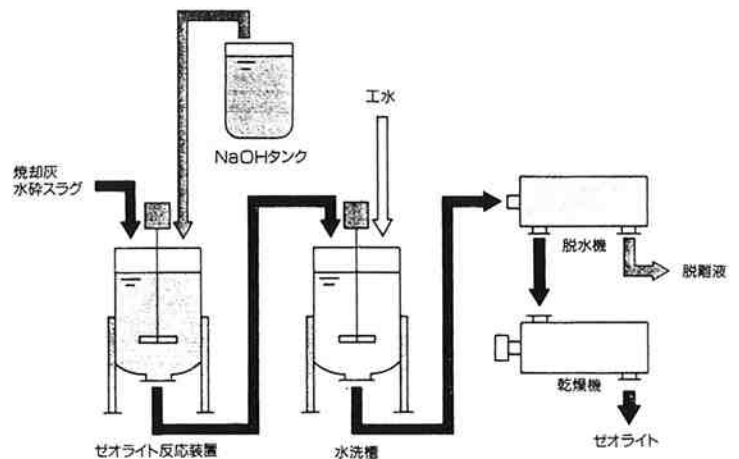 工水
NaOHタンク
焼却灰
水砕スラグ
脱水機
脱離液
乾燥機
ゼオライト反応装置
水洗槽
ゼオライト